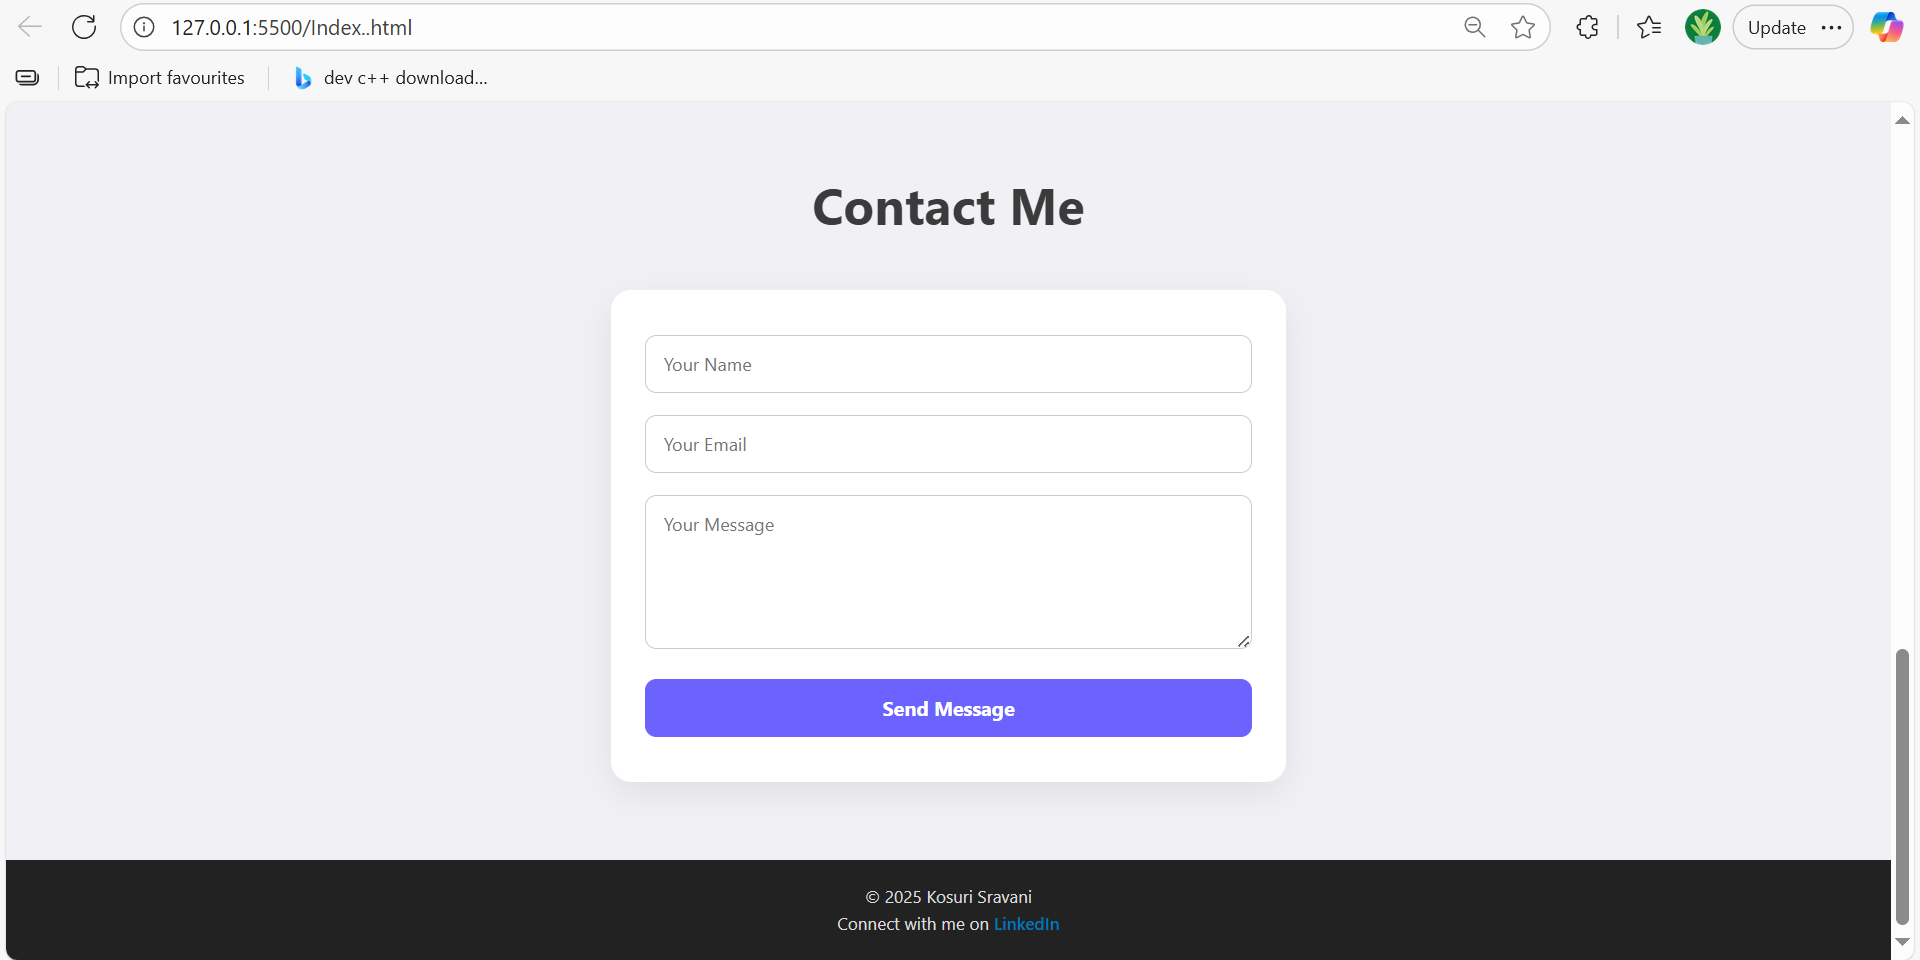 127.0.0.1:5500/Index..html
Update
Import favourites
dev c++ download...
Contact Me
Your Name
Your Email
Your Message
Send Message
© 2025 Kosuri Sravani
Connect with me on LinkedIn